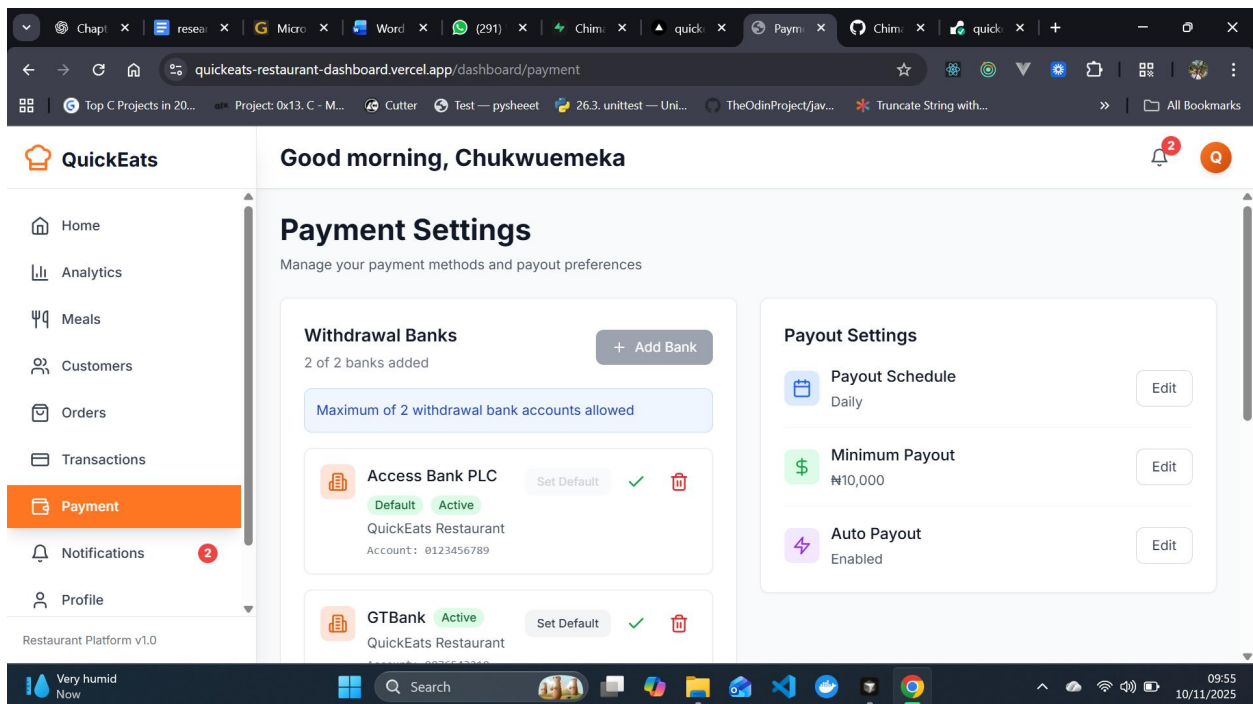 Chapt
resea
Micro
Word
(291)
Chima
quick
Payme
Chima
quick
quickeats-restaurant-dashboard.vercel.app/dashboard/payment
Top C Projects in 20...
Project: 0x13. C - M...
Cutter
Test — pysheeet
26.3. unittest — Uni...
TheOdinProject/jav...
Truncate String with...
»
All Bookmarks
QuickEats
Good morning, Chukwuemeka
2
Q
Home
Analytics
Meals
Customers
Orders
Transactions
Payment
Notifications
2
Profile
Restaurant Platform v1.0
Payment Settings
Manage your payment methods and payout preferences
Withdrawal Banks
2 of 2 banks added
+ Add Bank
Maximum of 2 withdrawal bank accounts allowed
Access Bank PLC
Set Default
Default
Active
QuickEats Restaurant
Account: 0123456789
GTBank
Active
Set Default
QuickEats Restaurant
Payout Settings
Payout Schedule
Daily
Edit
Minimum Payout
₦10,000
Edit
Auto Payout
Enabled
Edit
Very humid
Now
Search
09:55
10/11/2025